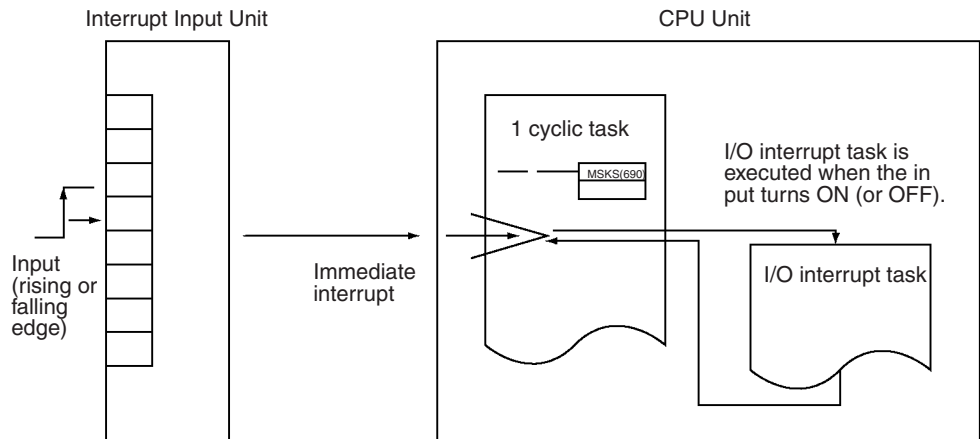 Interrupt Input Unit
CPU Unit
1 cyclic task
MSKS(690)
I/O interrupt task is
executed when the in
put turns ON (or OFF).
Input
(rising or
falling
edge)
Immediate
interrupt
I/O interrupt task